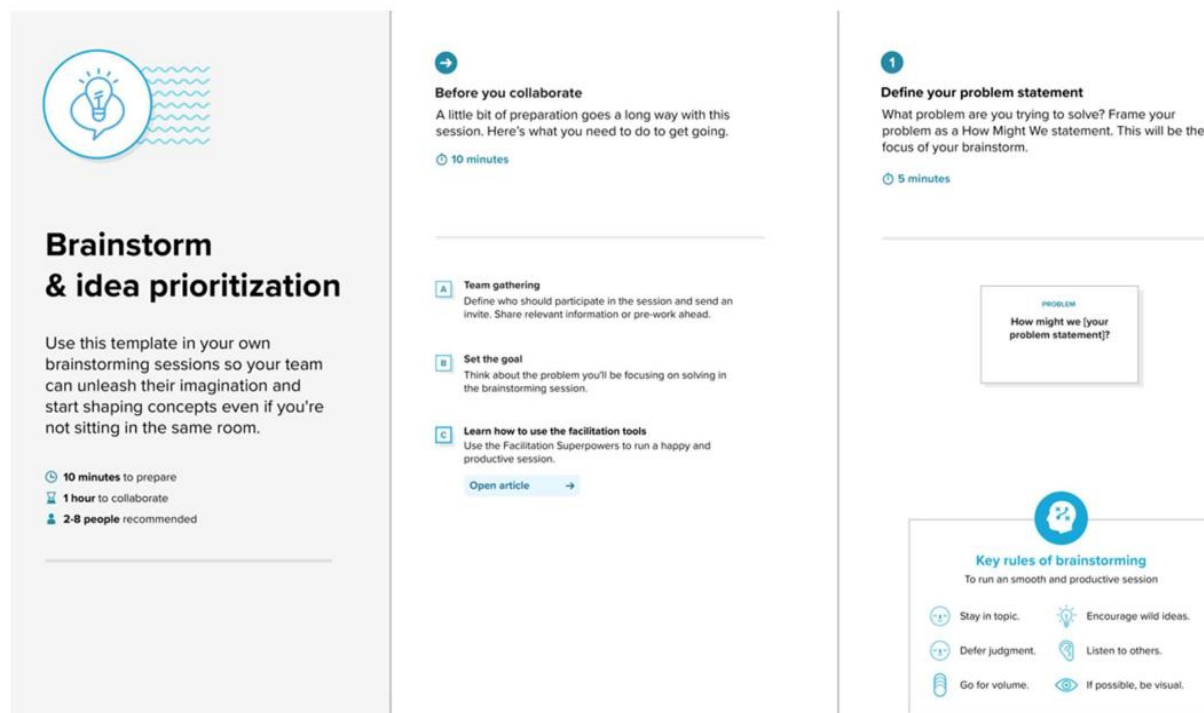 Brainstorm
& idea prioritization
Use this template in your own
brainstorming sessions so your team
can unleash their imagination and
start shaping concepts even if you're
not sitting in the same room.
10 minutes to prepare
1 hour to collaborate
2-8 people recommended
Before you collaborate
A little bit of preparation goes a long way with this
session. Here's what you need to do to get going.
10 minutes
A
Team gathering
Define who should participate in the session and send an
invite. Share relevant information or pre-work ahead.
B
Set the goal
Think about the problem you'll be focusing on solving in
the brainstorming session.
C
Learn how to use the facilitation tools
Use the Facilitation Superpowers to run a happy and
productive session.
Open article →
1
Define your problem statement
What problem are you trying to solve? Frame your
problem as a How Might We statement. This will be the
focus of your brainstorm.
5 minutes
PROBLEM
How might we [your
problem statement]?
Key rules of brainstorming
To run an smooth and productive session
Stay in topic.
Encourage wild ideas.
Defer judgment.
Listen to others.
Go for volume.
If possible, be visual.